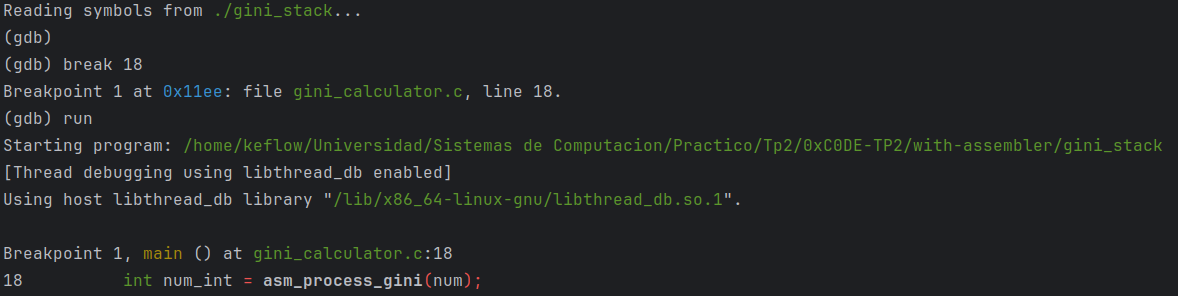 Reading symbols from ./gini_stack...
(gdb)
(gdb) break 18
Breakpoint 1 at 0x11ee: file gini_calculator.c, line 18.
(gdb) run
Starting program: /home/keflow/Universidad/Sistemas de Computacion/Practico/Tp2/0xC0DE-TP2/with-assembler/gini_stack
[Thread debugging using libthread_db enabled]
Using host libthread_db library "/lib/x86_64-linux-gnu/libthread_db.so.1".

Breakpoint 1, main () at gini_calculator.c:18
18          int num_int = asm_process_gini(num);